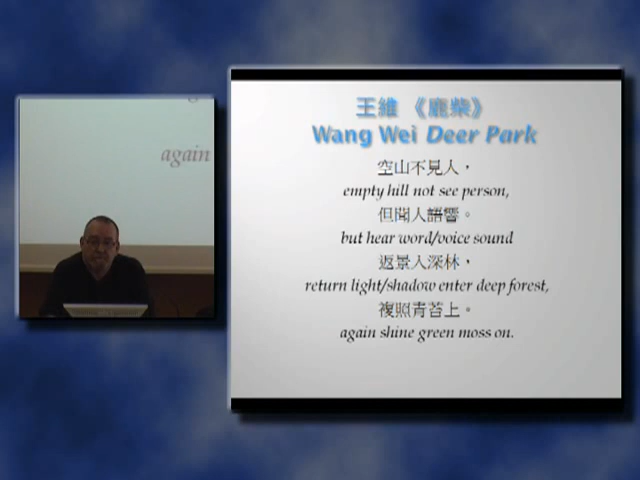 again
王維 《鹿柴》
Wang Wei Deer Park
空山不見人，
empty hill not see person,
但聞人語響。
but hear word/voice sound
返景入深林，
return light/shadow enter deep forest,
複照青苔上。
again shine green moss on.